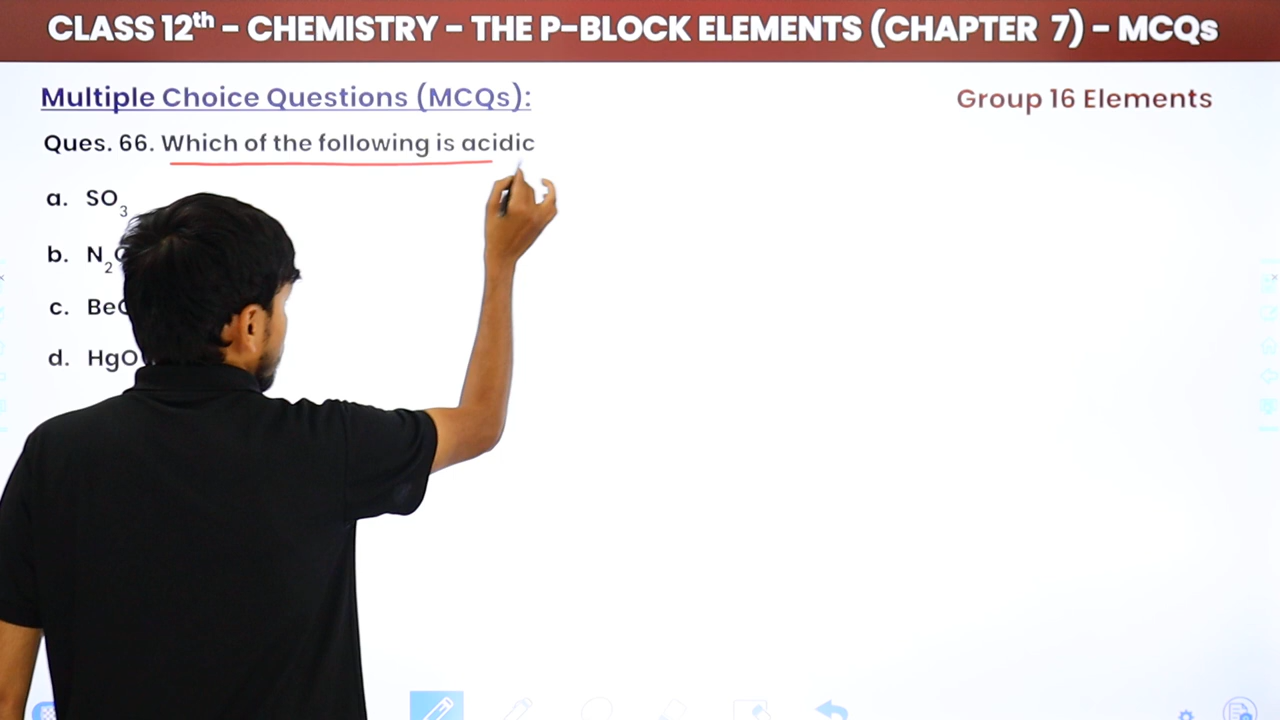 CLASS 12th - CHEMISTRY - THE P-BLOCK ELEMENTS (CHAPTER 7) - MCQs
Multiple Choice Questions (MCQs):
Group 16 Elements
Ques. 66. Which of the following is acidic
a. SO3
b. N2
c. Be
d. HgO